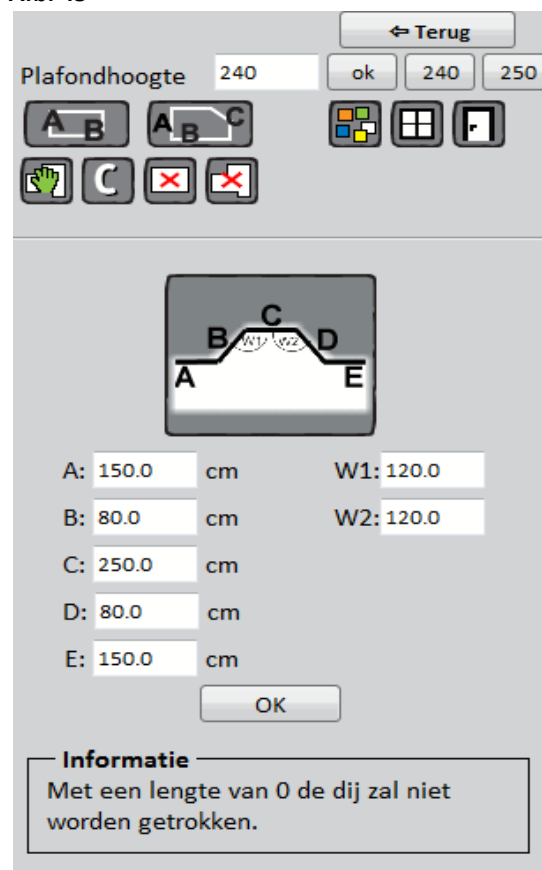 ⇦ Terug
Plafondhoogte 240 ok 240 250
A B A B C
C
C
B W1 W2 D
A E
A: 150.0 cm W1: 120.0
B: 80.0 cm W2: 120.0
C: 250.0 cm
D: 80.0 cm
E: 150.0 cm
OK
Informatie
Met een lengte van 0 de dij zal niet
worden getrokken.